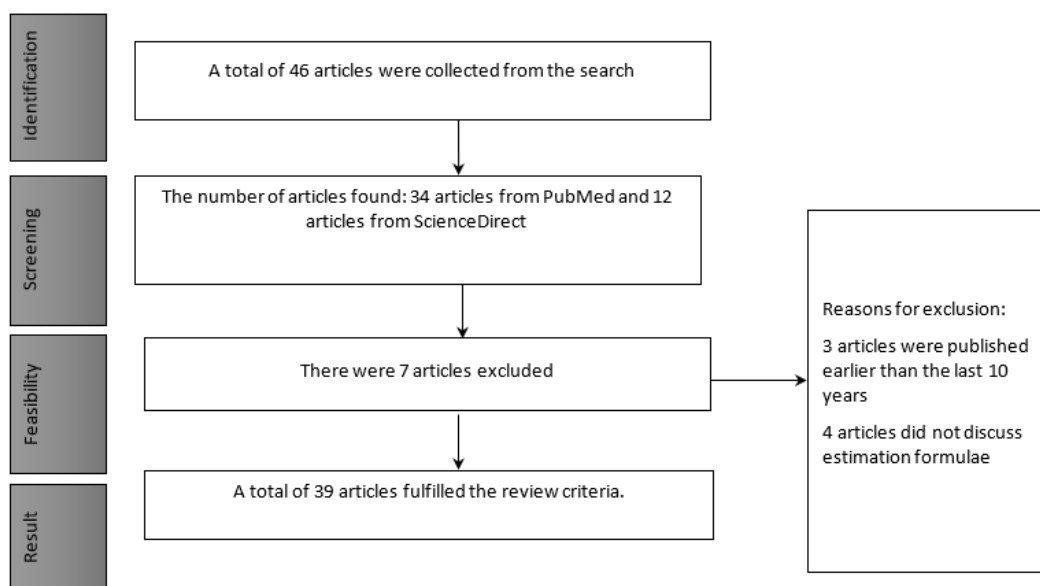 Identification
A total of 46 articles were collected from the search
Screening
The number of articles found: 34 articles from PubMed and 12
articles from ScienceDirect
Feasibility
There were 7 articles excluded
Reasons for exclusion:
3 articles were published
earlier than the last 10
years
4 articles did not discuss
estimation formulae
Result
A total of 39 articles fulfilled the review criteria.